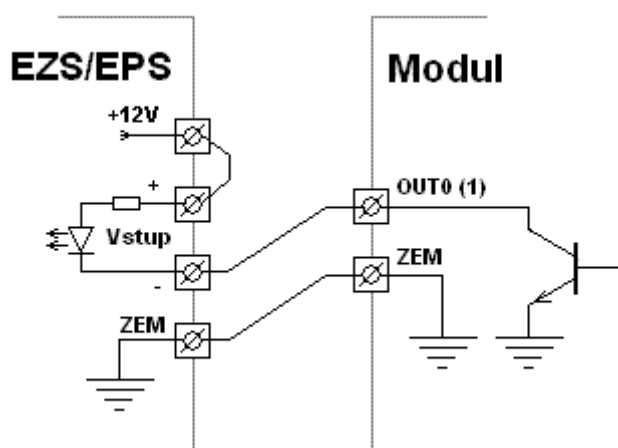 EZS/EPS
Modul
+12V
+
Vstup
-
ZEM
OUT0 (1)
ZEM